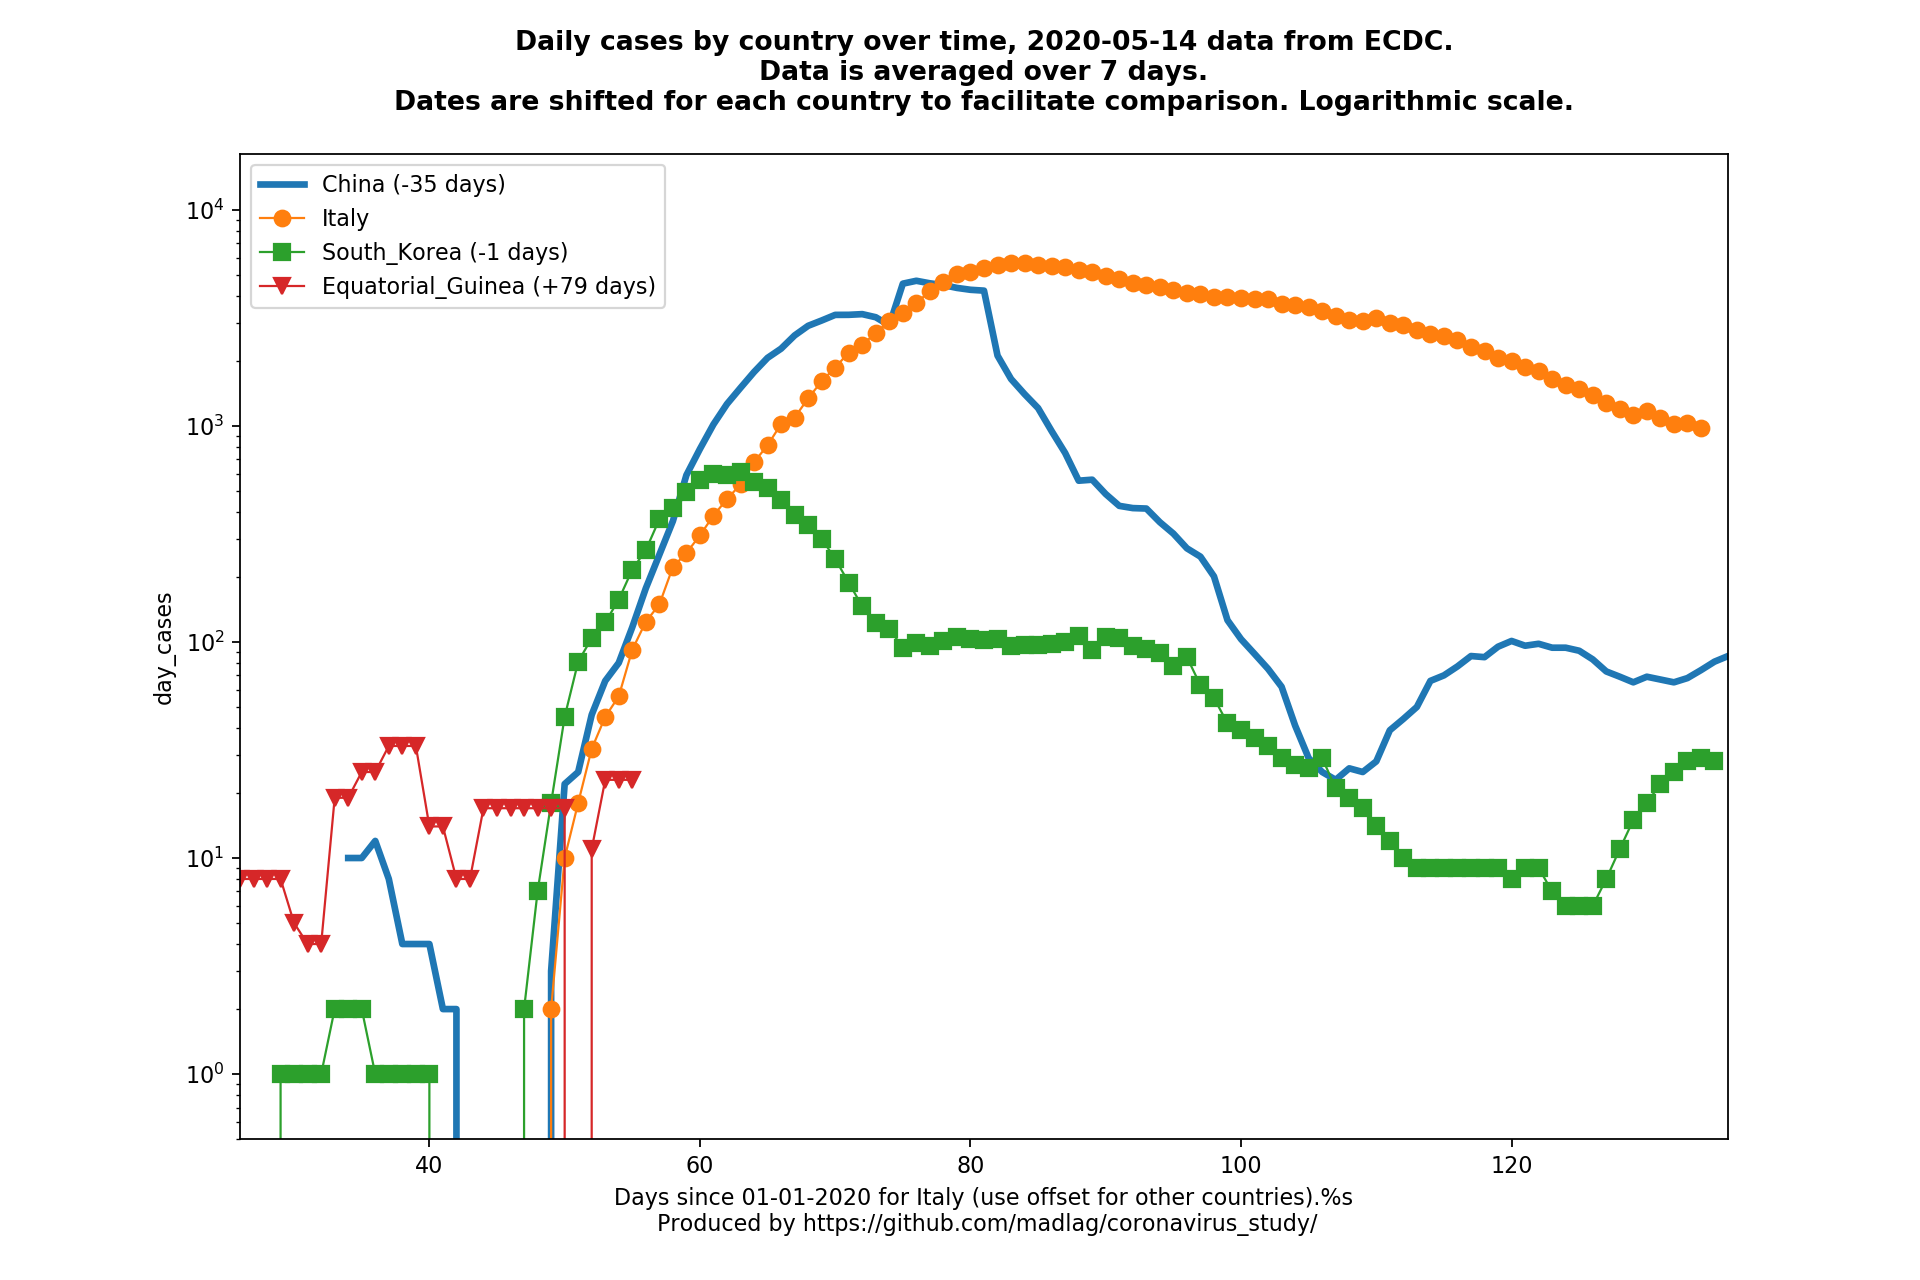 Daily cases by country over time, 2020-05-14 data from ECDC.
Data is averaged over 7 days.
Dates are shifted for each country to facilitate comparison. Logarithmic scale.
China (-35 days)
Italy
South_Korea (-1 days)
Equatorial_Guinea (+79 days)
10⁴
10³
10²
10¹
10⁰
day_cases
40 60 80 100 120
Days since 01-01-2020 for Italy (use offset for other countries).%s
Produced by https://github.com/madlag/coronavirus_study/